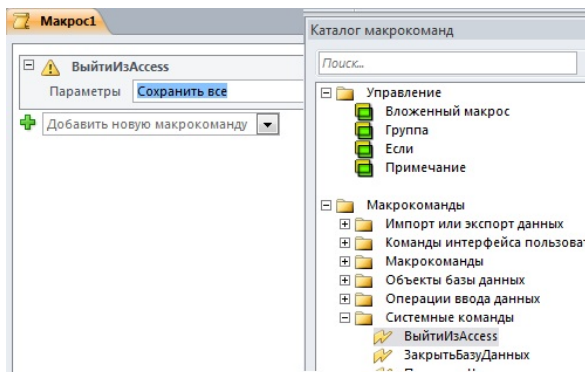 Макрос1
ВыйтиИзAccess
Параметры Сохранить все
Добавить новую макрокоманду
Каталог макрокоманд
Поиск...
Управление
Вложенный макрос
Группа
Если
Примечание
Макрокоманды
Импорт или экспорт данных
Команды интерфейса
Макрокоманды
Объекты базы данных
Операции ввода данных
Системные команды
ВыйтиИзAccess
ЗакрытьБазуДанных